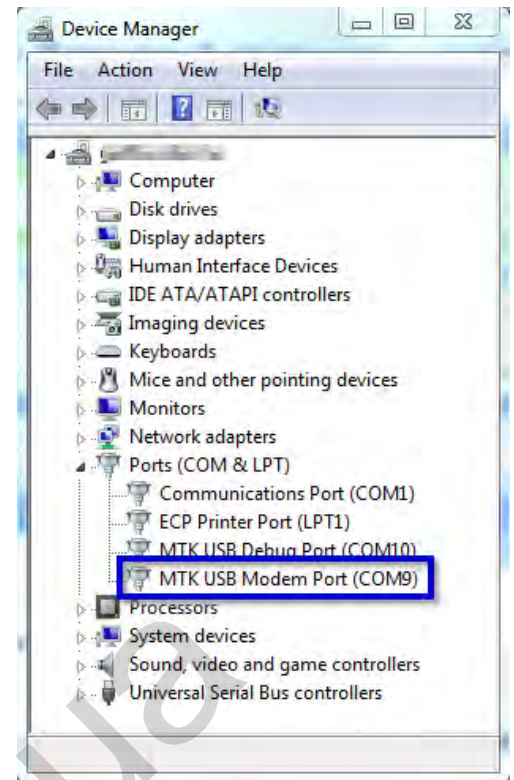 Device Manager
File Action View Help
Computer
Disk drives
Display adapters
Human Interface Devices
IDE ATA/ATAPI controllers
Imaging devices
Keyboards
Mice and other pointing devices
Monitors
Network adapters
Ports (COM & LPT)
Communications Port (COM1)
ECP Printer Port (LPT1)
MTK USB Debug Port (COM10)
MTK USB Modem Port (COM9)
Processors
System devices
Sound, video and game controllers
Universal Serial Bus controllers